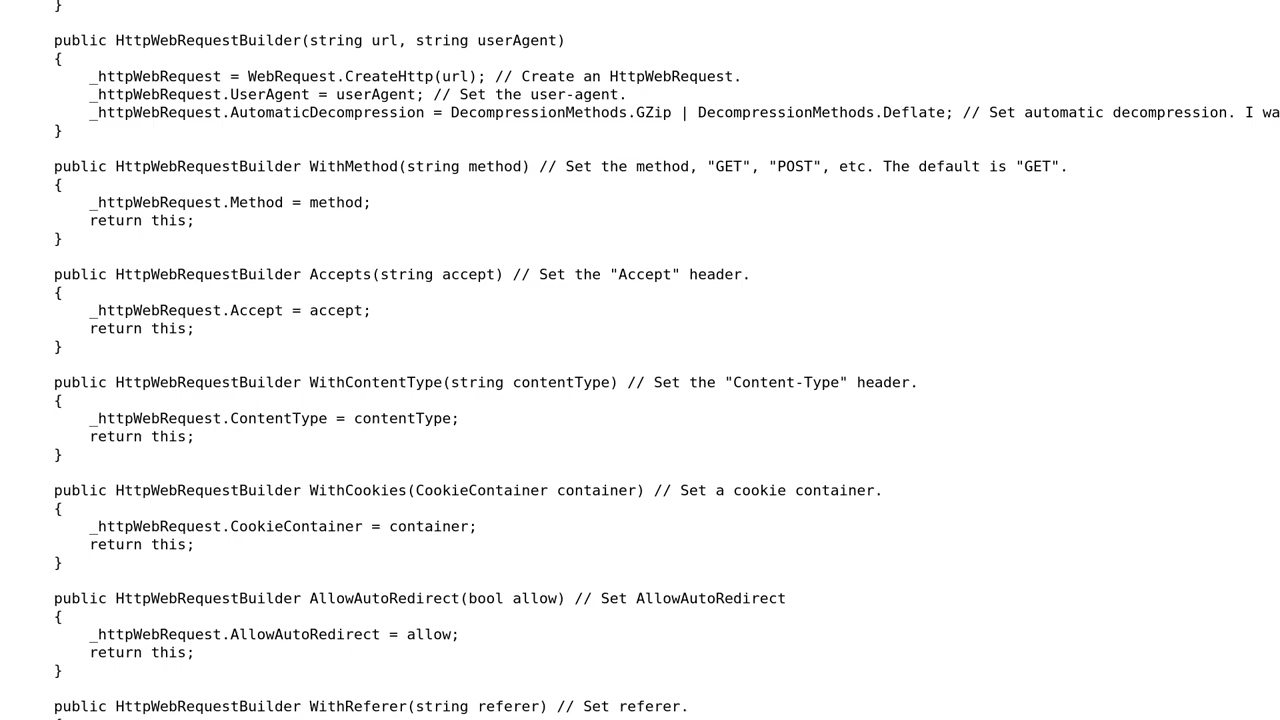 }
public HttpWebRequestBuilder(string url, string userAgent)
{
_httpWebRequest = WebRequest.CreateHttp(url); // Create an HttpWebRequest.
_httpWebRequest.UserAgent = userAgent; // Set the user-agent.
_httpWebRequest.AutomaticDecompression = DecompressionMethods.GZip | DecompressionMethods.Deflate; // Set automatic decompression. I wa
}
public HttpWebRequestBuilder WithMethod(string method) // Set the method, "GET", "POST", etc. The default is "GET".
{
_httpWebRequest.Method = method;
return this;
}
public HttpWebRequestBuilder Accepts(string accept) // Set the "Accept" header.
{
_httpWebRequest.Accept = accept;
return this;
}
public HttpWebRequestBuilder WithContentType(string contentType) // Set the "Content-Type" header.
{
_httpWebRequest.ContentType = contentType;
return this;
}
public HttpWebRequestBuilder WithCookies(CookieContainer container) // Set a cookie container.
{
_httpWebRequest.CookieContainer = container;
return this;
}
public HttpWebRequestBuilder AllowAutoRedirect(bool allow) // Set AllowAutoRedirect
{
_httpWebRequest.AllowAutoRedirect = allow;
return this;
}
public HttpWebRequestBuilder WithReferer(string referer) // Set referer.
{